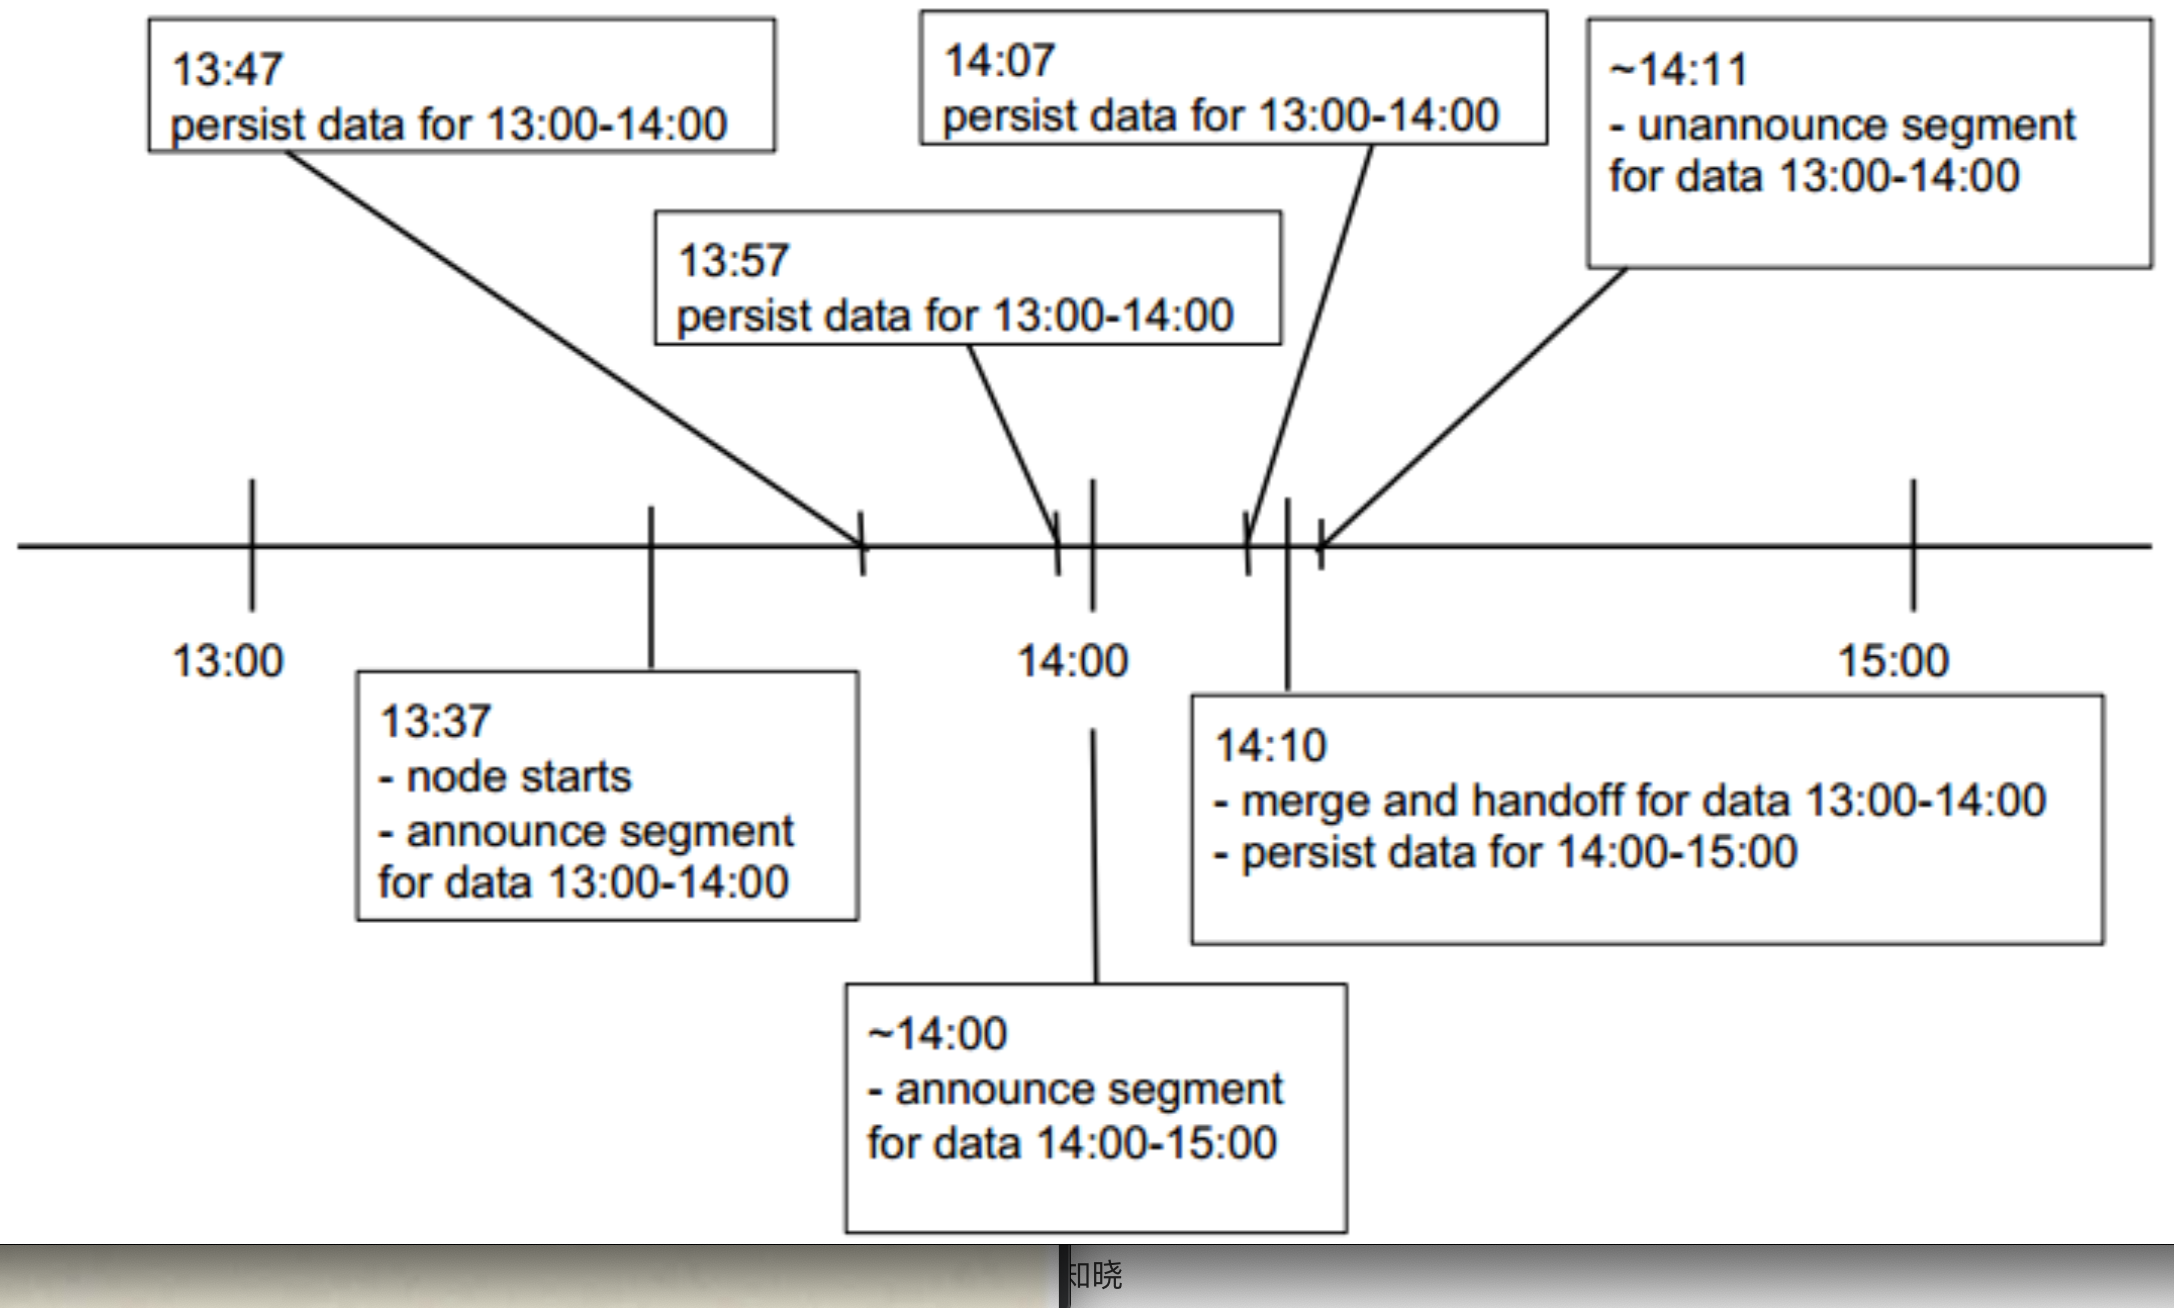 13:47
persist data for 13:00-14:00
14:07
persist data for 13:00-14:00
~14:11
- unannounce segment
for data 13:00-14:00
13:57
persist data for 13:00-14:00
13:00
14:00
15:00
13:37
- node starts
- announce segment
for data 13:00-14:00
14:10
- merge and handoff for data 13:00-14:00
- persist data for 14:00-15:00
~14:00
- announce segment
for data 14:00-15:00
知晓